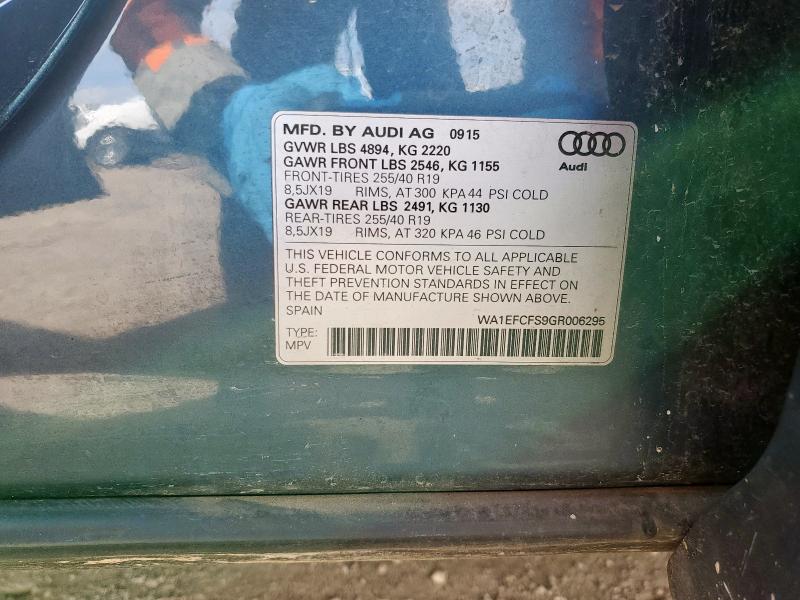 MFD. BY AUDI AG 0915
GVWR LBS 4894, KG 2220
GAWR FRONT LBS 2546, KG 1155
FRONT-TIRES 255/40 R19
8,5JX19 RIMS, AT 300 KPA 44 PSI COLD
GAWR REAR LBS 2491, KG 1130
REAR-TIRES 255/40 R19
8,5JX19 RIMS, AT 320 KPA 46 PSI COLD
Audi
THIS VEHICLE CONFORMS TO ALL APPLICABLE
U.S. FEDERAL MOTOR VEHICLE SAFETY AND
THEFT PREVENTION STANDARDS IN EFFECT ON
THE DATE OF MANUFACTURE SHOWN ABOVE.
SPAIN WA1EFCFS9GR006295
TYPE:
MPV